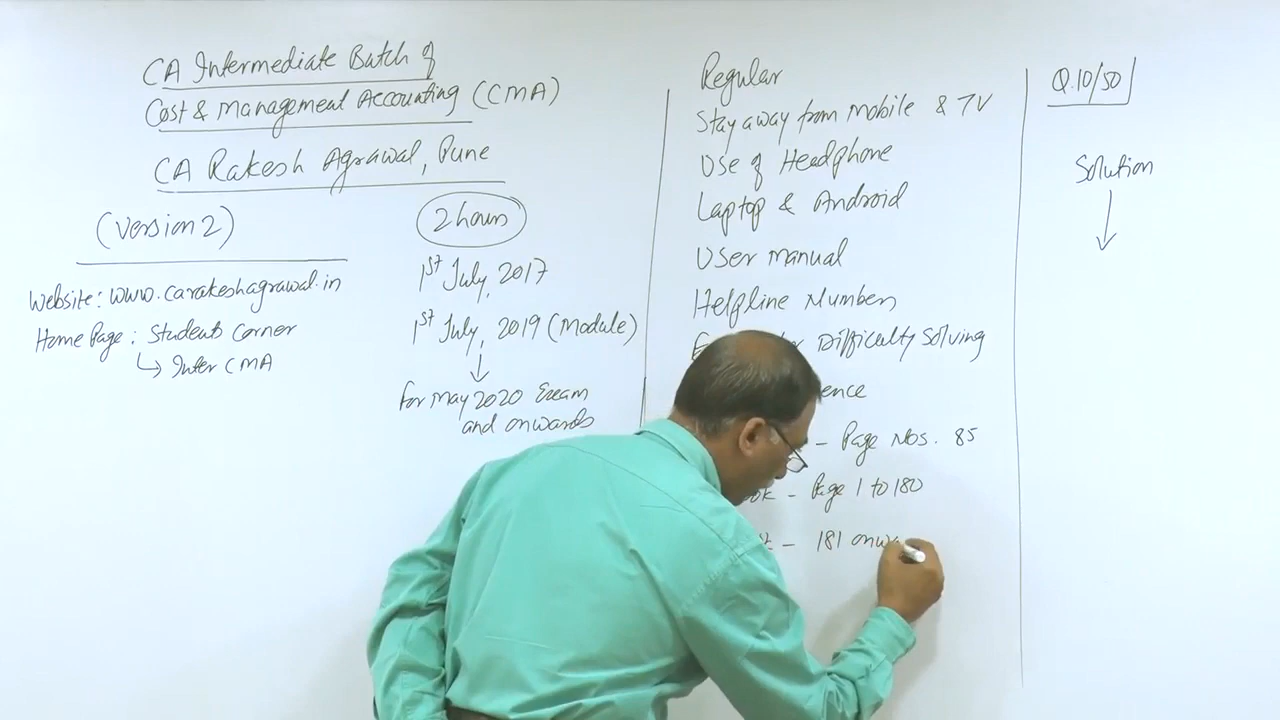 CA Intermediate Batch of
Cost & Management Accounting (CMA)
CA Rakesh Agrawal, Pune
(Version 2)
2 hours
Website: www.carakeshagrawal.in
Home Page: Students Corner
↳ Inter CMA
1st July, 2017
1st July, 2019 (Module)
↓
For May 2020 Exam
and onwards
Regular
Stay away from Mobile & TV
Use of Headphone
Laptop & Android
User Manual
Helpline Numbers
Difficulty Solving
- Page Nos. 85
- Page 1 to 180
- 181
Q.10/50
Solution
↓